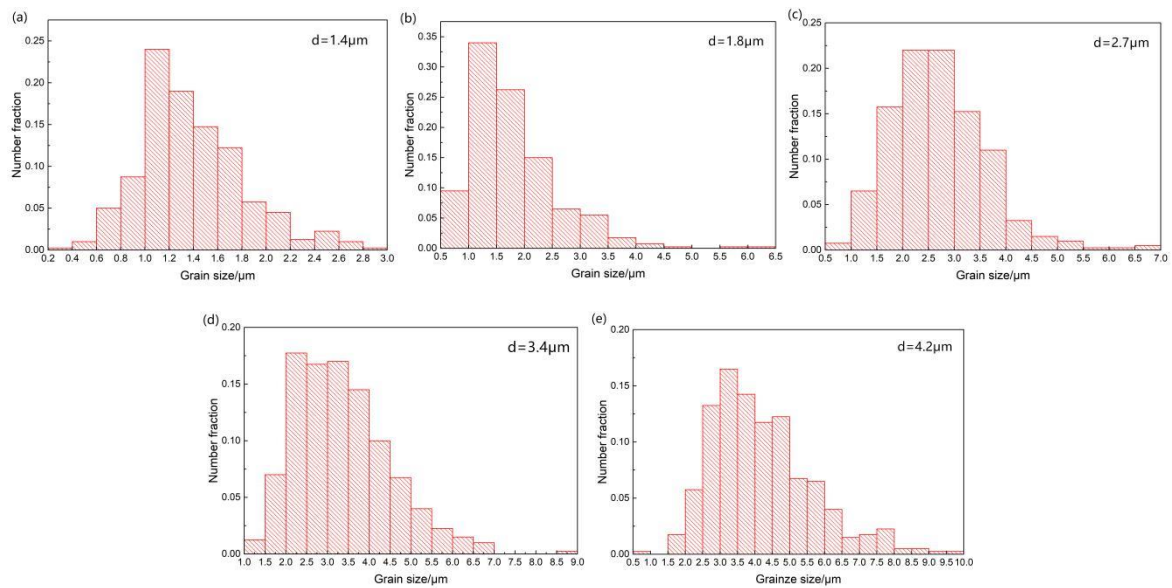 (a)
d=1.4μm
Number fraction
0.25
0.20
0.15
0.10
0.05
0.00
0.2 0.4 0.6 0.8 1.0 1.2 1.4 1.6 1.8 2.0 2.2 2.4 2.6 2.8 3.0
Grain size/μm
(b)
d=1.8μm
Number fraction
0.35
0.30
0.25
0.20
0.15
0.10
0.05
0.00
0.5 1.0 1.5 2.0 2.5 3.0 3.5 4.0 4.5 5.0 5.5 6.0 6.5
Grain size/μm
(c)
d=2.7μm
Number fraction
0.25
0.20
0.15
0.10
0.05
0.00
0.5 1.0 1.5 2.0 2.5 3.0 3.5 4.0 4.5 5.0 5.5 6.0 6.5 7.0
Grain size/μm
(d)
d=3.4μm
Number fraction
0.20
0.15
0.10
0.05
0.00
1.0 1.5 2.0 2.5 3.0 3.5 4.0 4.5 5.0 5.5 6.0 6.5 7.0 7.5 8.0 8.5 9.0
Grain size/μm
(e)
d=4.2μm
Number fraction
0.20
0.15
0.10
0.05
0.00
0.5 1.0 1.5 2.0 2.5 3.0 3.5 4.0 4.5 5.0 5.5 6.0 6.5 7.0 7.5 8.0 8.5 9.0 9.5 10.0
Grainze size/μm